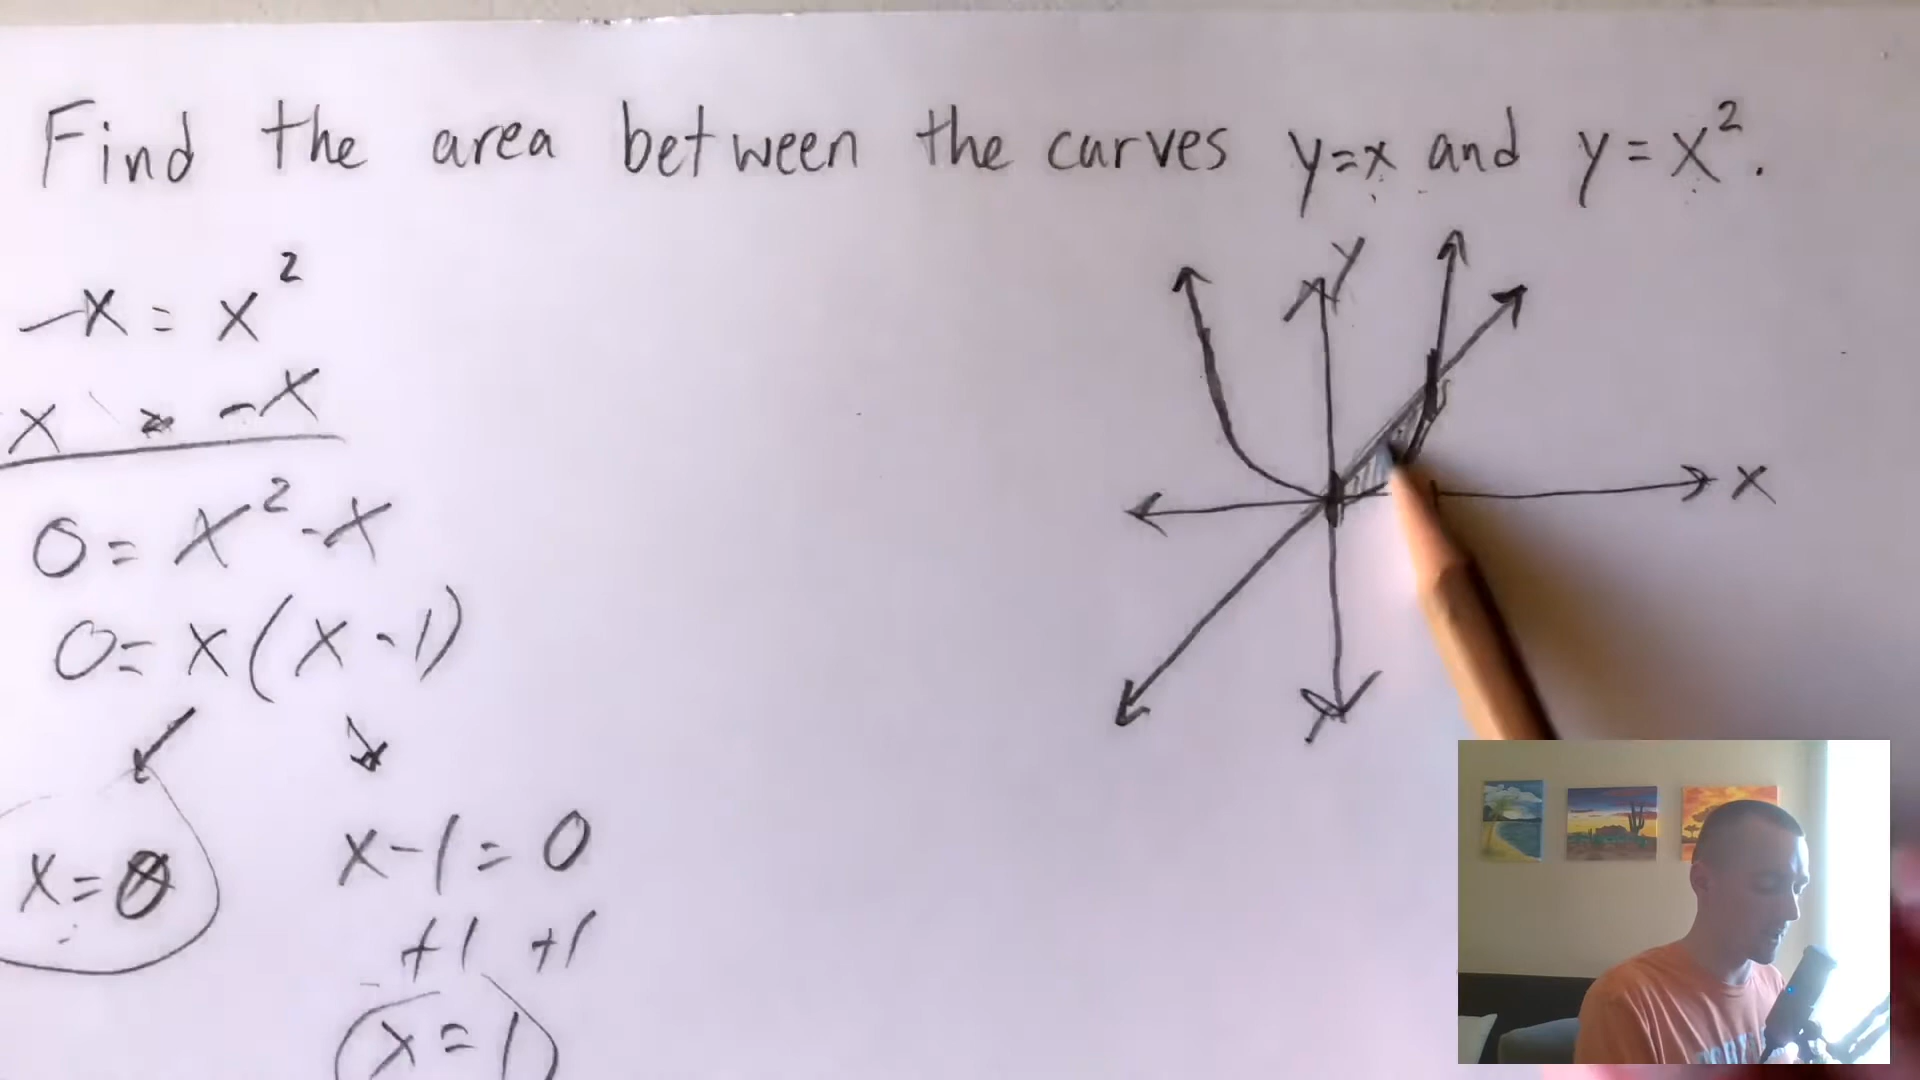 Find the area between the curves y=x and y=x².
-x = x²
x -x
0=x²-x
0=x(x-1)
x=0
x-1=0
+1 +1
x=1
y
x